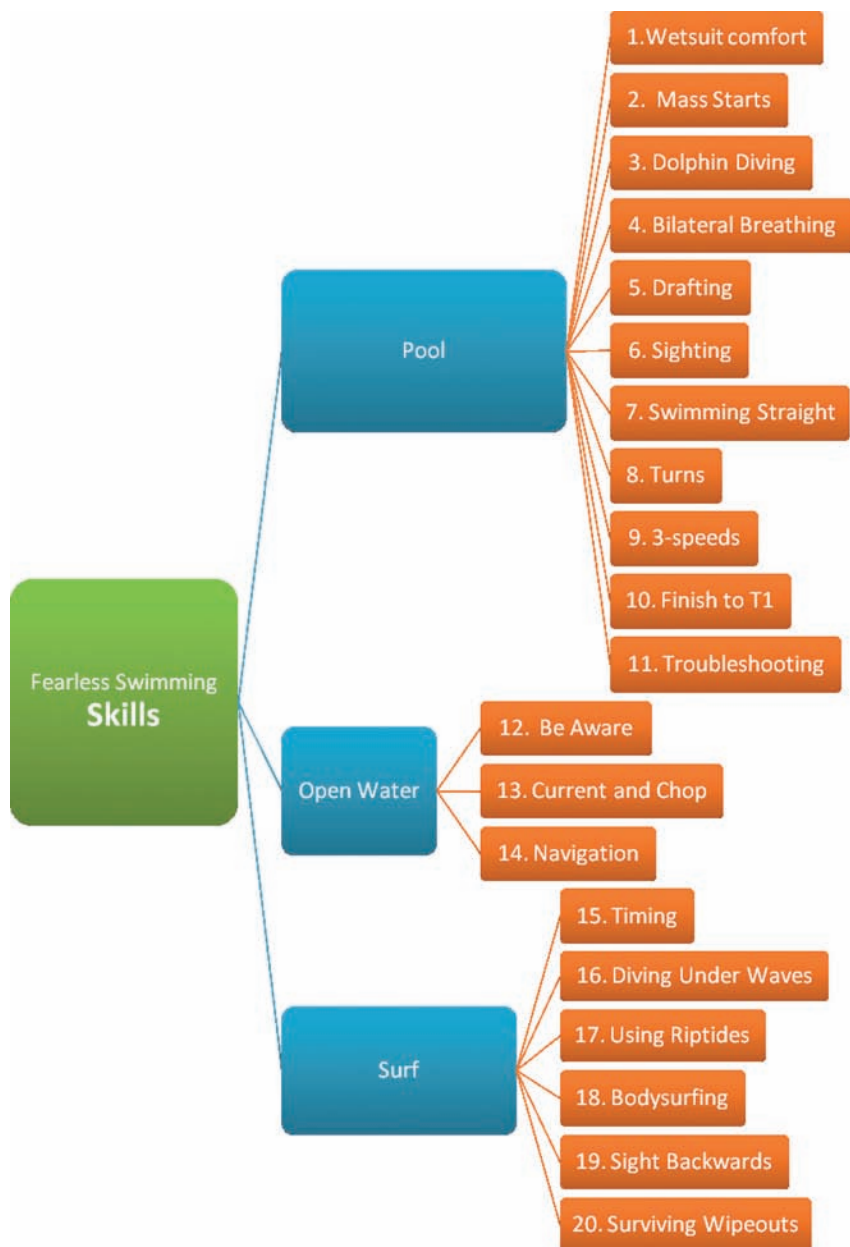 Fearless Swimming
Skills
Pool
1.Wetsuit comfort
2. Mass Starts
3. Dolphin Diving
4. Bilateral Breathing
5. Drafting
6. Sighting
7. Swimming Straight
8. Turns
9. 3-speeds
10. Finish to T1
11. Troubleshooting
Open Water
12. Be Aware
13. Current and Chop
14. Navigation
Surf
15. Timing
16. Diving Under Waves
17. Using Riptides
18. Bodysurfing
19. Sight Backwards
20. Surviving Wipeouts